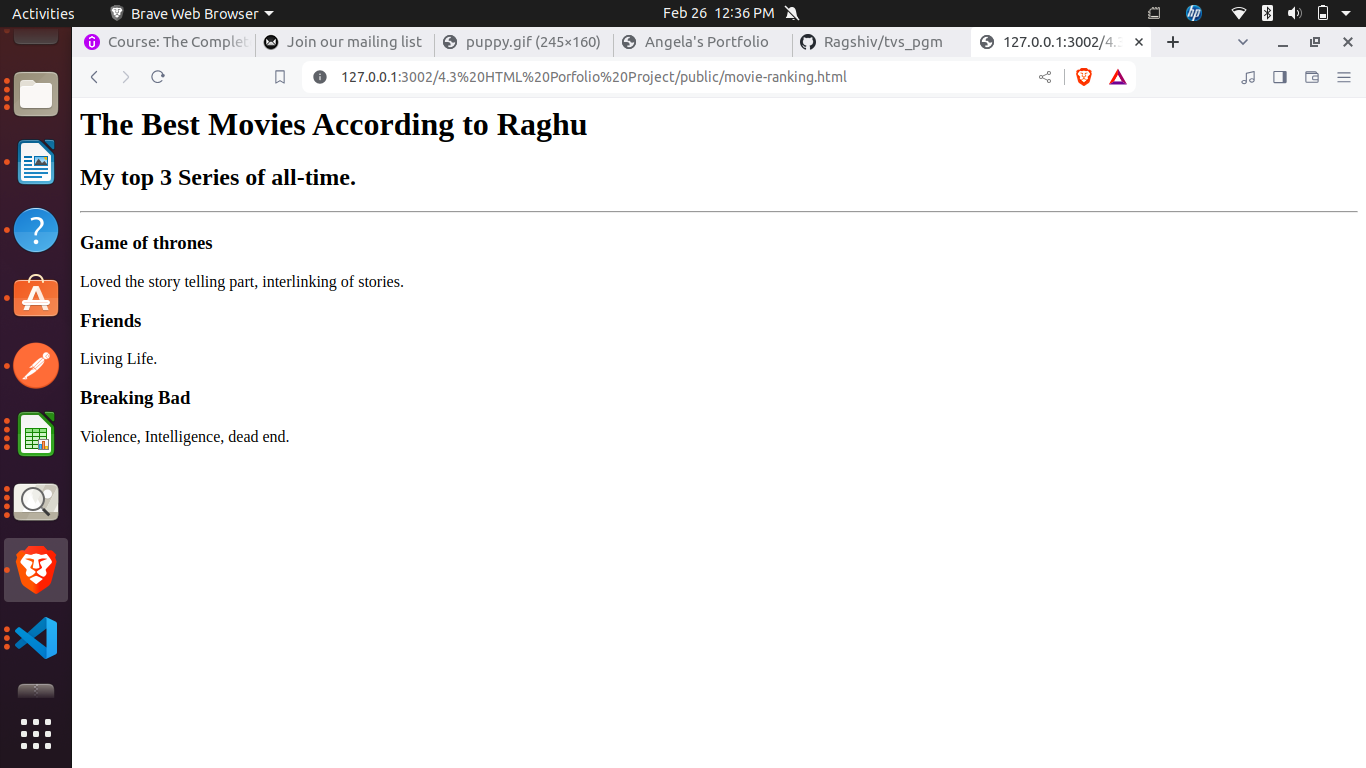 Activities
Brave Web Browser
Feb 26 12:36 PM
Course: The Complet
Join our mailing list
puppy.gif (245×160)
Angela's Portfolio
Ragshiv/tvs_pgm
127.0.0.1:3002/4.3
127.0.0.1:3002/4.3%20HTML%20Porfolio%20Project/public/movie-ranking.html
The Best Movies According to Raghu
My top 3 Series of all-time.
Game of thrones
Loved the story telling part, interlinking of stories.
Friends
Living Life.
Breaking Bad
Violence, Intelligence, dead end.